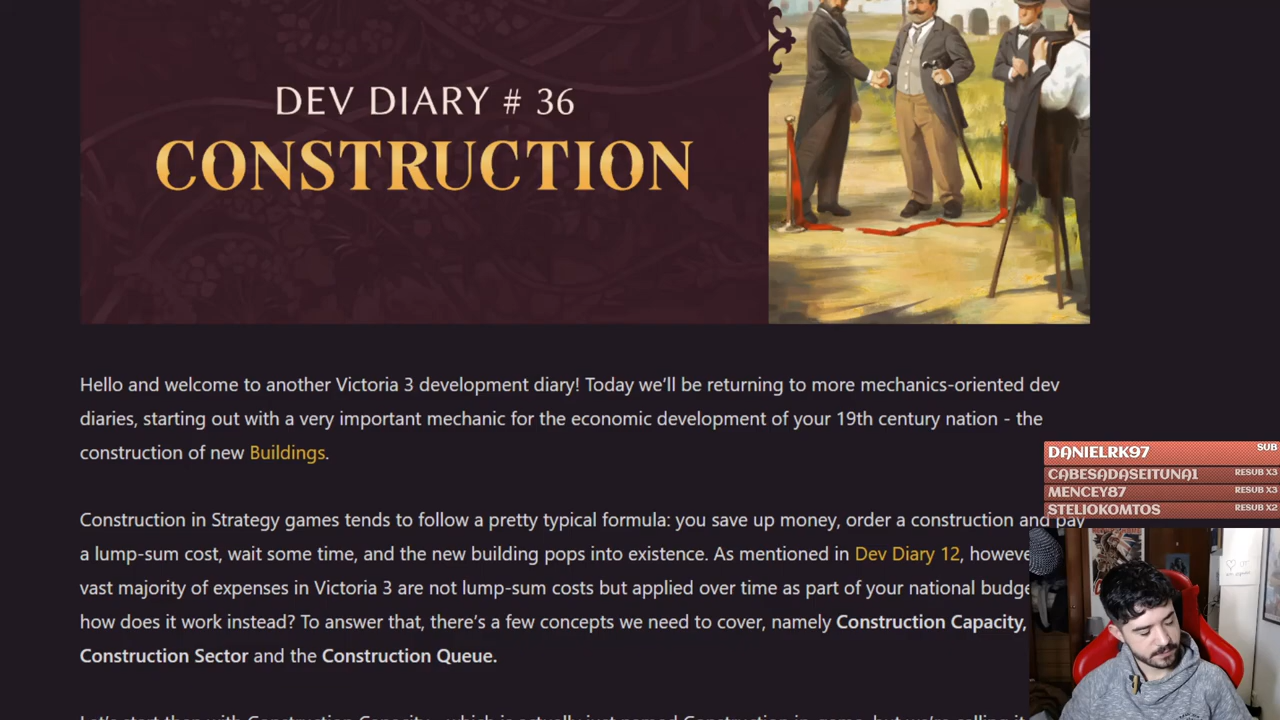 DEV DIARY # 36
CONSTRUCTION
Hello and welcome to another Victoria 3 development diary! Today we'll be returning to more mechanics-oriented dev
diaries, starting out with a very important mechanic for the economic development of your 19th century nation - the
construction of new Buildings.
DANIELRK97 SUB
CABESADASEITUNA1 RESUB X3
MENCEY87 RESUB X3
STELIOKOMTOS RESUB X2
Construction in Strategy games tends to follow a pretty typical formula: you save up money, order a construction and pay
a lump-sum cost, wait some time, and the new building pops into existence. As mentioned in Dev Diary 12,
vast majority of expenses in Victoria 3 are not lump-sum costs but applied over time as part of your national
how does it work instead? To answer that, there's a few concepts we need to cover, namely Construction Capacity,
Construction Sector and the Construction Queue.